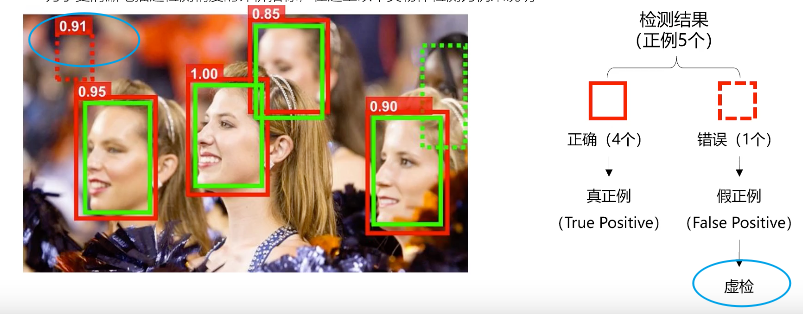 0.91
0.85
1.00
0.95
0.90
检测结果
（正例5个）
正确（4个）
错误（1个）
真正例
假正例
（True Positive）
（False Positive）
虚检